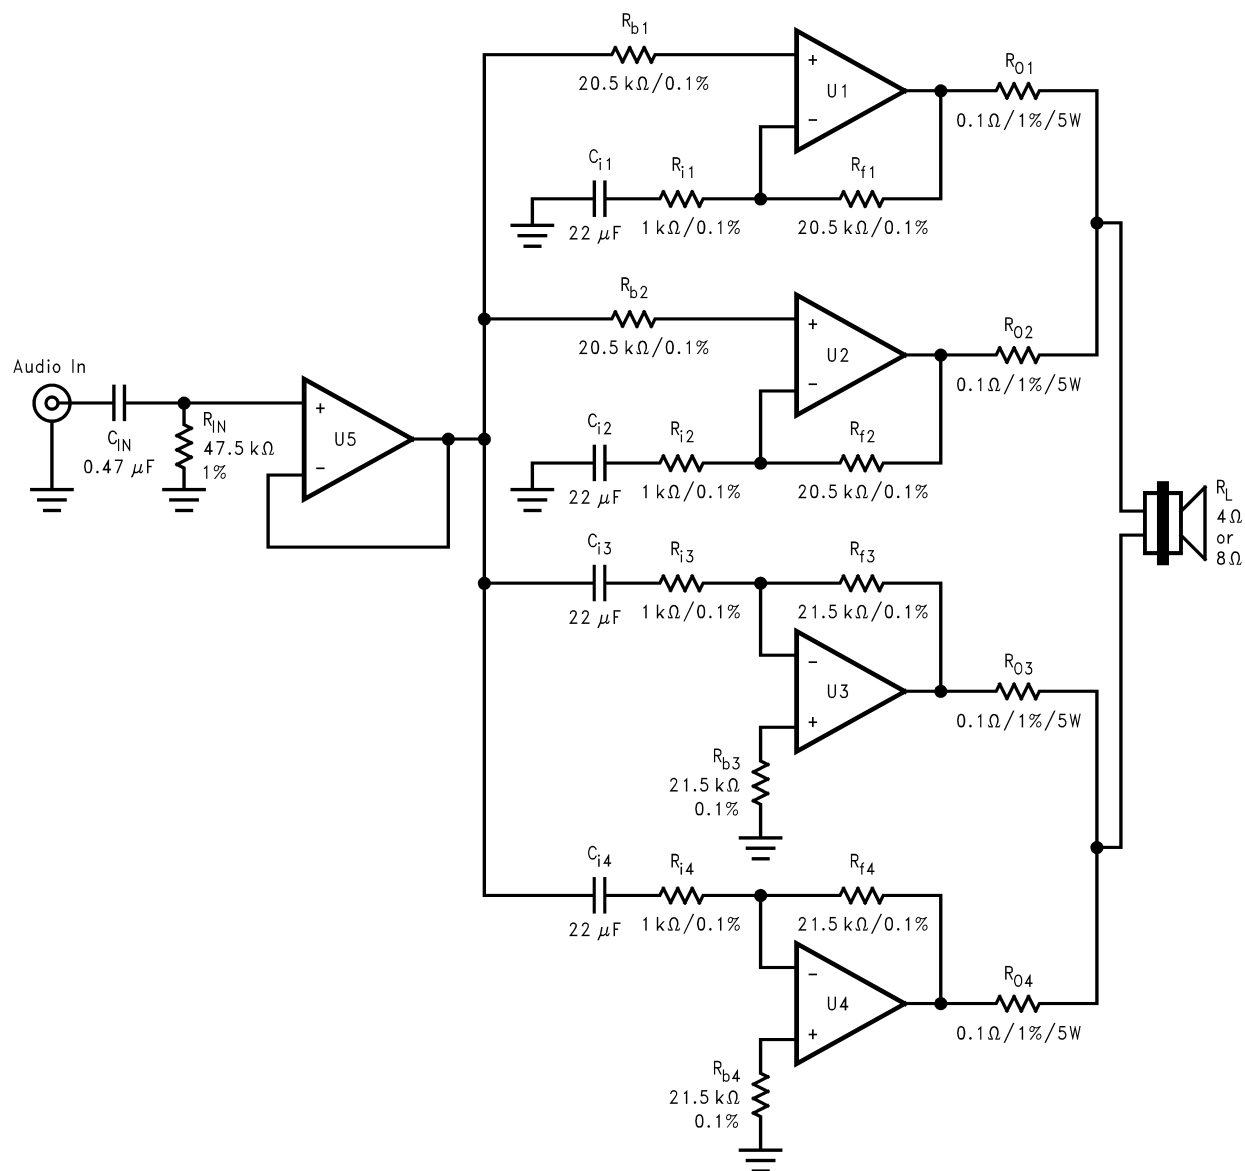 Rb1
20.5 kΩ/0.1%
+
U1
−
RO1
0.1Ω/1%/5W
Ci1
22 μF
Ri1
1 kΩ/0.1%
Rf1
20.5 kΩ/0.1%
Rb2
20.5 kΩ/0.1%
+
U2
−
RO2
0.1Ω/1%/5W
Audio In
CIN
0.47 μF
RIN
47.5 kΩ
1%
+
U5
−
Ci2
22 μF
Ri2
1 kΩ/0.1%
Rf2
20.5 kΩ/0.1%
RL
4Ω
or
8Ω
Ci3
22 μF
Ri3
1 kΩ/0.1%
Rf3
21.5 kΩ/0.1%
−
U3
+
RO3
0.1Ω/1%/5W
Rb3
21.5 kΩ
0.1%
Ci4
22 μF
Ri4
1 kΩ/0.1%
Rf4
21.5 kΩ/0.1%
−
U4
+
RO4
0.1Ω/1%/5W
Rb4
21.5 kΩ
0.1%